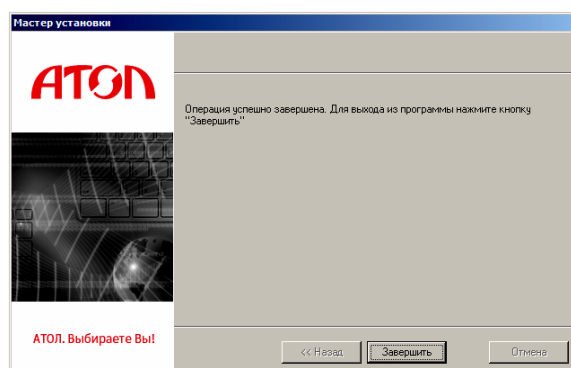 Мастер установки
АТОЛ
Операция успешно завершена. Для выхода из программы нажмите кнопку
"Завершить"
АТОЛ. Выбираете Вы!
<< Назад
Завершить
Отмена